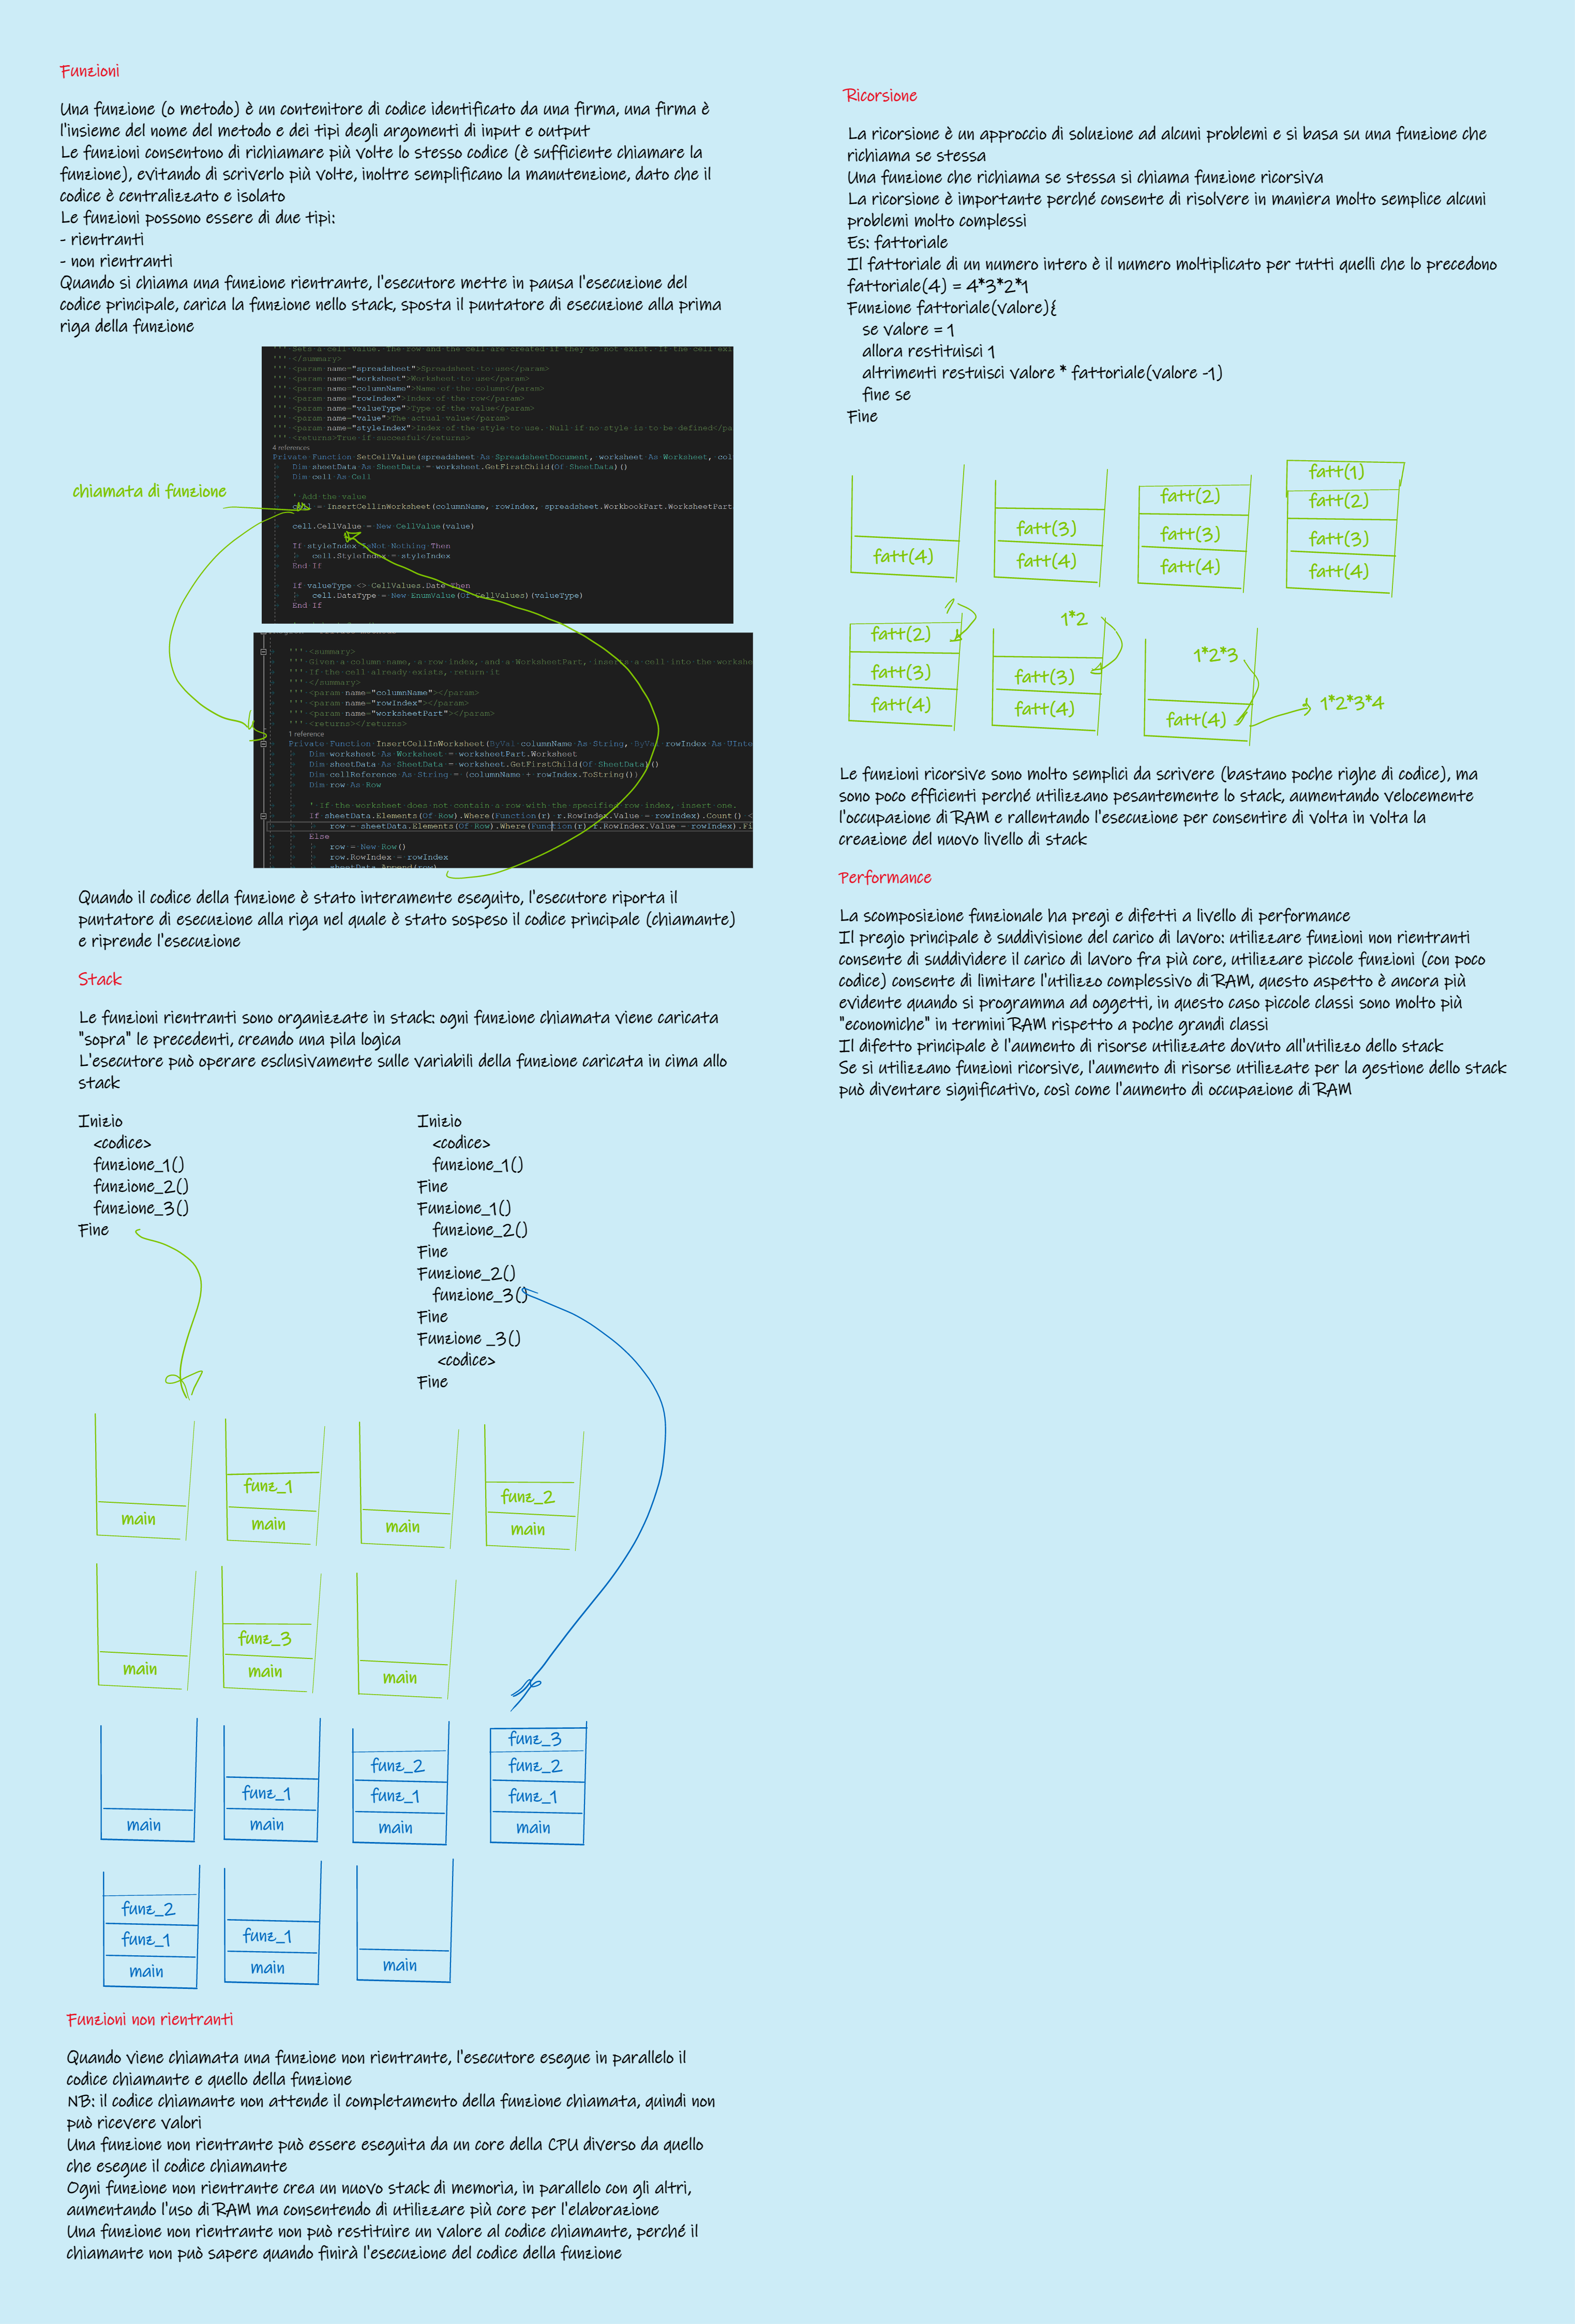 Funzioni
Una funzione (o metodo) è un contenitore di codice identificato da una firma, una firma è
l'insieme del nome del metodo e dei tipi degli argomenti di input e output
Le funzioni consentono di richiamare più volte lo stesso codice (è sufficiente chiamare la
funzione), evitando di scriverlo più volte, inoltre semplificano la manutenzione, dato che il
codice è centralizzato e isolato
Le funzioni possono essere di due tipi:
- rientranti
- non rientranti
Quando si chiama una funzione rientrante, l'esecutore mette in pausa l'esecuzione del
codice principale, carica la funzione nello stack, sposta il puntatore di esecuzione alla prima
riga della funzione
''' Sets a cell value. The row and the cell are created if they do not exist. If the cell exi
''' </summary>
''' <param name="spreadsheet">Spreadsheet to use</param>
''' <param name="worksheet">Worksheet to use</param>
''' <param name="columnName">Name of the column</param>
''' <param name="rowIndex">Index of the row</param>
''' <param name="valueType">Type of the value</param>
''' <param name="value">The actual value</param>
''' <param name="styleIndex">Index of the style to use. Null if no style is to be defined</pa
''' <returns>True if succesful</returns>
4 references
Private Function SetCellValue(spreadsheet As SpreadsheetDocument, worksheet As Worksheet, col
Dim sheetData As SheetData = worksheet.GetFirstChild(Of SheetData)()
Dim cell As Cell
chiamata di funzione
' Add the value
cell = InsertCellInWorksheet(columnName, rowIndex, spreadsheet.WorkbookPart.WorksheetPart
cell.CellValue = New CellValue(value)
If styleIndex IsNot Nothing Then
cell.StyleIndex = styleIndex
End If
if valueType <> CellValues.Date Then
cell.DataType = New EnumValue(Of CellValues)(valueType)
End If
''' <summary>
''' Given a column name, a row index, and a WorksheetPart, inserts a cell into the workshe
''' If the cell already exists, return it
''' </summary>
''' <param name="columnName"></param>
''' <param name="rowIndex"></param>
''' <param name="worksheetPart"></param>
''' <returns></returns>
1 reference
Private Function InsertCellInWorksheet(ByVal columnName As String, ByVal rowIndex As UInte
Dim worksheet As Worksheet = worksheetPart.Worksheet
Dim sheetData As SheetData = worksheet.GetFirstChild(Of SheetData)()
Dim cellReference As String = (columnName + rowIndex.ToString())
Dim row As Row
' If the worksheet does not contain a row with the specified row index, insert one.
If sheetData.Elements(Of Row).Where(Function(r) r.RowIndex.Value = rowIndex).Count() <
row = sheetData.Elements(Of Row).Where(Function(r) r.RowIndex.Value = rowIndex).Fi
Else
row = New Row()
row.RowIndex = rowIndex
sheetData.Append(row)
Quando il codice della funzione è stato interamente eseguito, l'esecutore riporta il
puntatore di esecuzione alla riga nel quale è stato sospeso il codice principale (chiamante)
e riprende l'esecuzione
Stack
Le funzioni rientranti sono organizzate in stack: ogni funzione chiamata viene caricata
"sopra" le precedenti, creando una pila logica
L'esecutore può operare esclusivamente sulle variabili della funzione caricata in cima allo
stack
Inizio
<codice>
funzione_1()
funzione_2()
funzione_3()
Fine
Inizio
<codice>
funzione_1()
Fine
Funzione_1()
funzione_2()
Fine
Funzione_2()
funzione_3()
Fine
Funzione _3()
<codice>
Fine
main
funz_1
main
main
funz_2
main
main
funz_3
main
main
main
funz_1
main
funz_2
funz_1
main
funz_3
funz_2
funz_1
main
funz_2
funz_1
main
funz_1
main
main
Funzioni non rientranti
Quando viene chiamata una funzione non rientrante, l'esecutore esegue in parallelo il
codice chiamante e quello della funzione
NB: il codice chiamante non attende il completamento della funzione chiamata, quindi non
può ricevere valori
Una funzione non rientrante può essere eseguita da un core della CPU diverso da quello
che esegue il codice chiamante
Ogni funzione non rientrante crea un nuovo stack di memoria, in parallelo con gli altri,
aumentando l'uso di RAM ma consentendo di utilizzare più core per l'elaborazione
Una funzione non rientrante non può restituire un valore al codice chiamante, perché il
chiamante non può sapere quando finirà l'esecuzione del codice della funzione
Ricorsione
La ricorsione è un approccio di soluzione ad alcuni problemi e si basa su una funzione che
richiama se stessa
Una funzione che richiama se stessa si chiama funzione ricorsiva
La ricorsione è importante perché consente di risolvere in maniera molto semplice alcuni
problemi molto complessi
Es: fattoriale
Il fattoriale di un numero intero è il numero moltiplicato per tutti quelli che lo precedono
fattoriale(4) = 4*3*2*1
Funzione fattoriale(valore){
se valore = 1
allora restituisci 1
altrimenti restuisci valore * fattoriale(valore -1)
fine se
Fine
fatt(4)
fatt(3)
fatt(4)
fatt(2)
fatt(3)
fatt(4)
fatt(1)
fatt(2)
fatt(3)
fatt(4)
1
fatt(2)
fatt(3)
fatt(4)
1*2
fatt(3)
fatt(4)
1*2*3
fatt(4)
1*2*3*4
Le funzioni ricorsive sono molto semplici da scrivere (bastano poche righe di codice), ma
sono poco efficienti perché utilizzano pesantemente lo stack, aumentando velocemente
l'occupazione di RAM e rallentando l'esecuzione per consentire di volta in volta la
creazione del nuovo livello di stack
Performance
La scomposizione funzionale ha pregi e difetti a livello di performance
Il pregio principale è suddivisione del carico di lavoro: utilizzare funzioni non rientranti
consente di suddividere il carico di lavoro fra più core, utilizzare piccole funzioni (con poco
codice) consente di limitare l'utilizzo complessivo di RAM, questo aspetto è ancora più
evidente quando si programma ad oggetti, in questo caso piccole classi sono molto più
"economiche" in termini RAM rispetto a poche grandi classi
Il difetto principale è l'aumento di risorse utilizzate dovuto all'utilizzo dello stack
Se si utilizzano funzioni ricorsive, l'aumento di risorse utilizzate per la gestione dello stack
può diventare significativo, così come l'aumento di occupazione di RAM